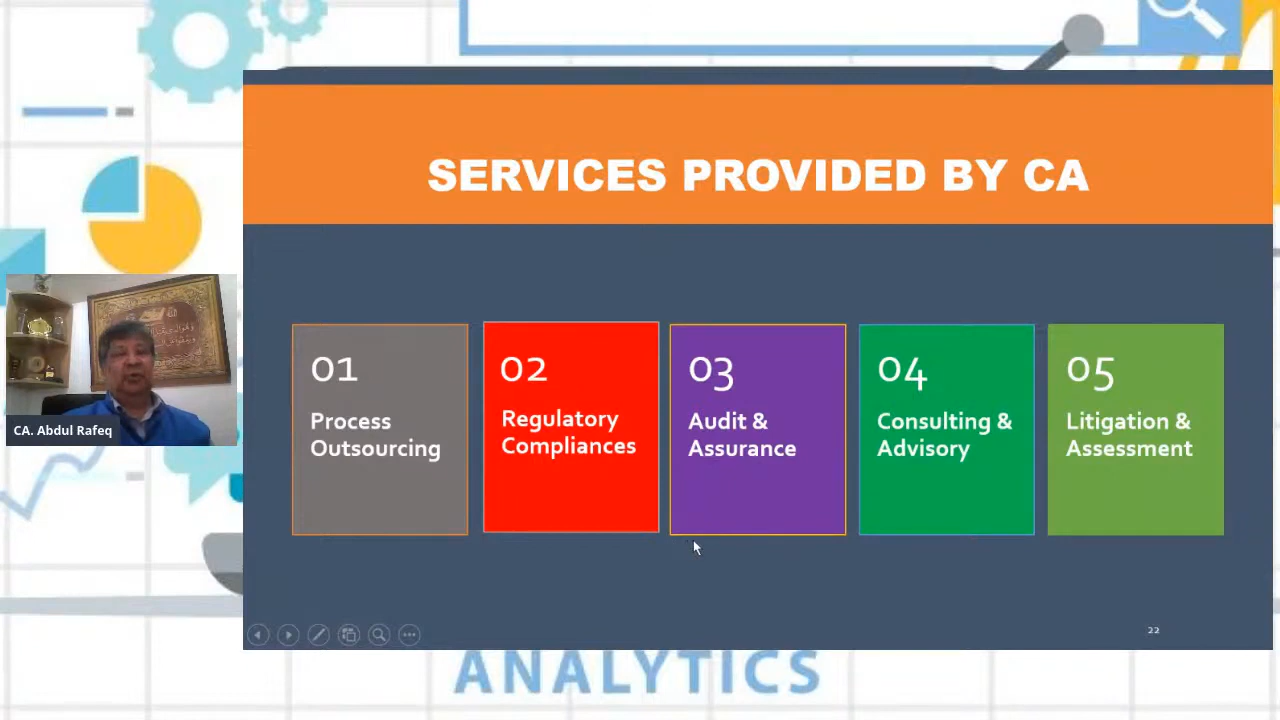 SERVICES PROVIDED BY CA
01
Process
Outsourcing
02
Regulatory
Compliances
03
Audit &
Assurance
04
Consulting &
Advisory
05
Litigation &
Assessment
CA. Abdul Rafeq
22
ANALYTICS